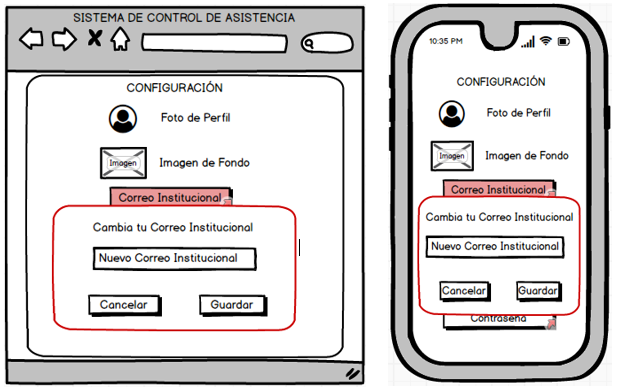 SISTEMA DE CONTROL DE ASISTENCIA
CONFIGURACIÓN
Foto de Perfil
Imagen
Imagen de Fondo
Correo Institucional
Cambia tu Correo Institucional
Nuevo Correo Institucional
Cancelar
Guardar
10:35 PM
CONFIGURACIÓN
Foto de Perfil
Imagen
Imagen de Fondo
Correo Institucional
Cambia tu Correo Institucional
Nuevo Correo Institucional
Cancelar
Guardar
Contraseña